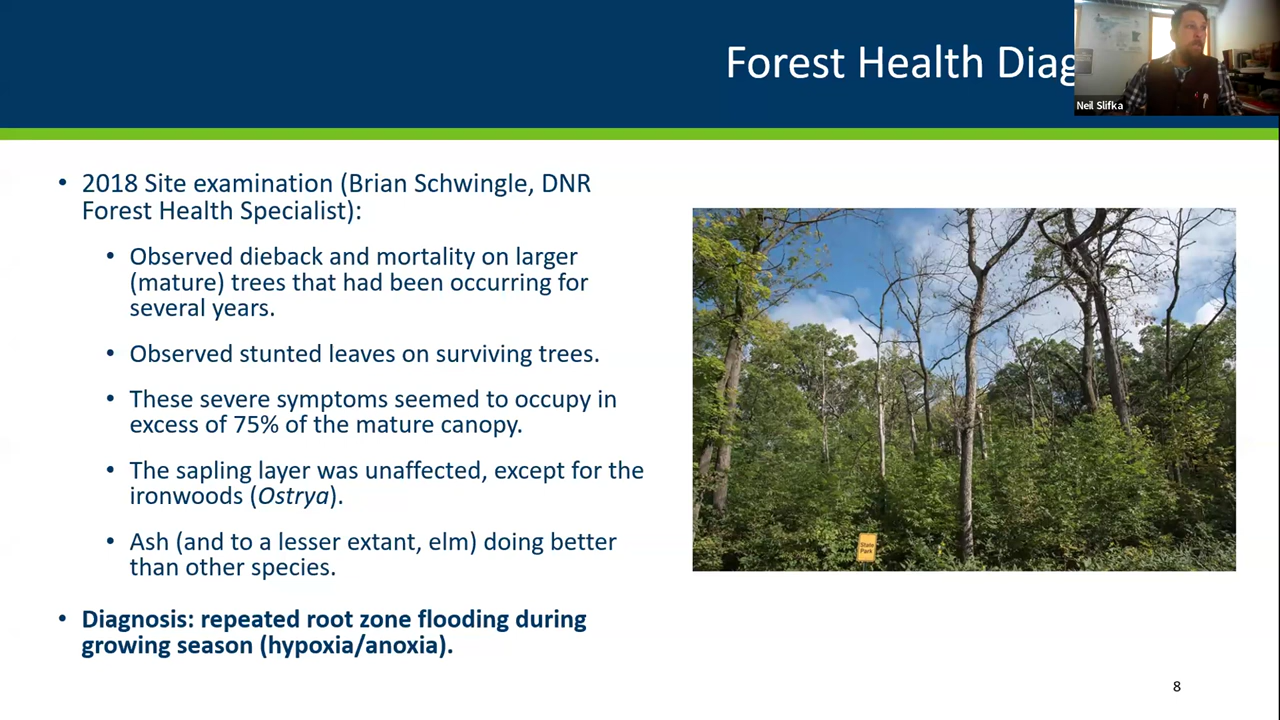 Forest Health Diag
Neil Slifka
• 2018 Site examination (Brian Schwingle, DNR
Forest Health Specialist):
• Observed dieback and mortality on larger
(mature) trees that had been occurring for
several years.
• Observed stunted leaves on surviving trees.
• These severe symptoms seemed to occupy in
excess of 75% of the mature canopy.
• The sapling layer was unaffected, except for the
ironwoods (Ostrya).
• Ash (and to a lesser extant, elm) doing better
than other species.
• Diagnosis: repeated root zone flooding during
growing season (hypoxia/anoxia).
State
Park
8